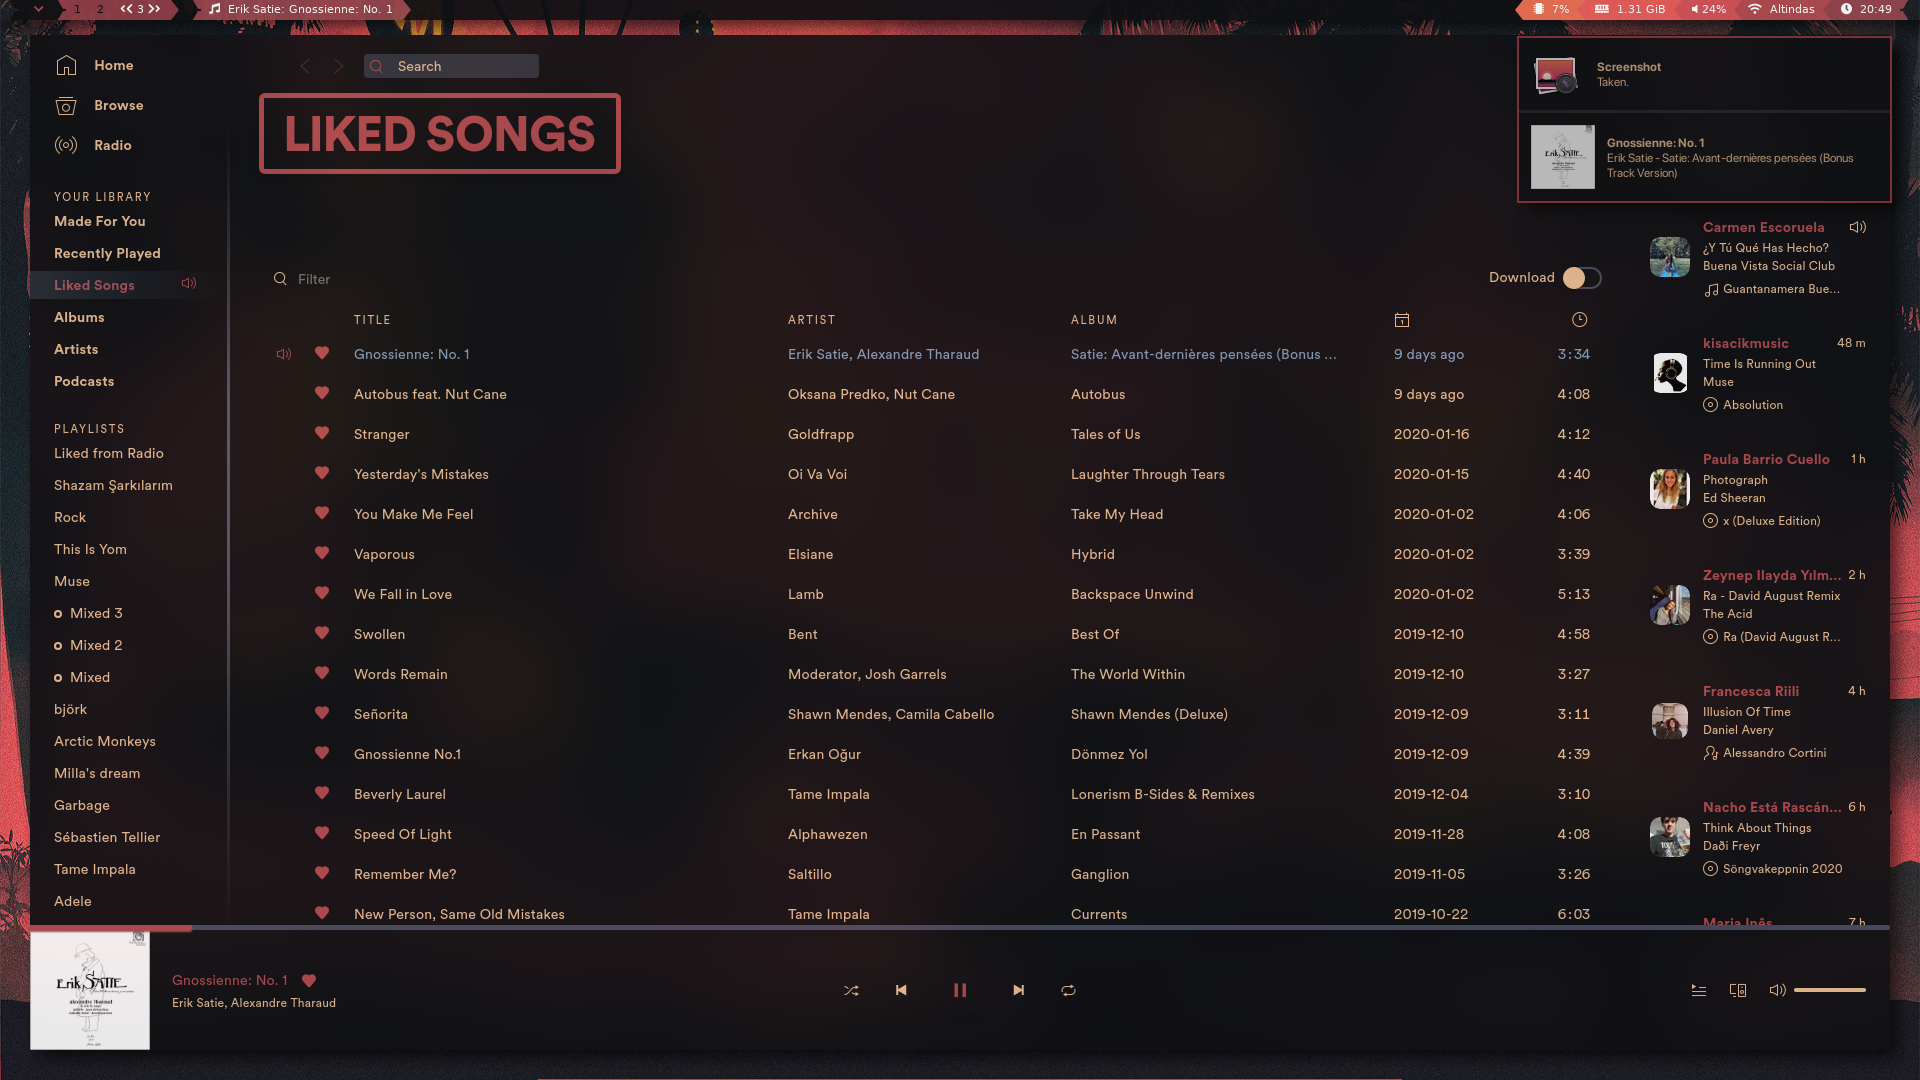 1 2 3 Erik Satie: Gnossienne: No. 1
7% 1.31 GiB 24% Altindas 20:49
Home
Browse
Radio
YOUR LIBRARY
Made For You
Recently Played
Liked Songs
Albums
Artists
Podcasts
PLAYLISTS
Liked from Radio
Shazam Şarkılarım
Rock
This Is Yom
Muse
Mixed 3
Mixed 2
Mixed
björk
Arctic Monkeys
Milla's dream
Garbage
Sébastien Tellier
Tame Impala
Adele
Search
LIKED SONGS
Filter
Download
TITLE ARTIST ALBUM
Gnossienne: No. 1 Erik Satie, Alexandre Tharaud Satie: Avant-dernières pensées (Bonus ... 9 days ago 3:34
Autobus feat. Nut Cane Oksana Predko, Nut Cane Autobus 9 days ago 4:08
Stranger Goldfrapp Tales of Us 2020-01-16 4:12
Yesterday's Mistakes Oi Va Voi Laughter Through Tears 2020-01-15 4:40
You Make Me Feel Archive Take My Head 2020-01-02 4:06
Vaporous Elsiane Hybrid 2020-01-02 3:39
We Fall in Love Lamb Backspace Unwind 2020-01-02 5:13
Swollen Bent Best Of 2019-12-10 4:58
Words Remain Moderator, Josh Garrels The World Within 2019-12-10 3:27
Señorita Shawn Mendes, Camila Cabello Shawn Mendes (Deluxe) 2019-12-09 3:11
Gnossienne No.1 Erkan Oğur Dönmez Yol 2019-12-09 4:39
Beverly Laurel Tame Impala Lonerism B-Sides & Remixes 2019-12-04 3:10
Speed Of Light Alphawezen En Passant 2019-11-28 4:08
Remember Me? Saltillo Ganglion 2019-11-05 3:26
New Person, Same Old Mistakes Tame Impala Currents 2019-10-22 6:03
Screenshot
Taken.
Erik SATIE
Gnossienne: No. 1
Erik Satie - Satie: Avant-dernières pensées (Bonus
Track Version)
Carmen Escoruela
¿Y Tú Qué Has Hecho?
Buena Vista Social Club
Guantanamera Bue...
kisacikmusic 48 m
Time Is Running Out
Muse
Absolution
Paula Barrio Cuello 1 h
Photograph
Ed Sheeran
x (Deluxe Edition)
Zeynep Ilayda Yılm... 2 h
Ra - David August Remix
The Acid
Ra (David August R...
Francesca Riili 4 h
Illusion Of Time
Daniel Avery
Alessandro Cortini
Nacho Está Rascán... 6 h
Think About Things
Daði Freyr
Söngvakeppnin 2020
Maria Inês 7 h
Erik SATIE
alexandre tharaud
Gnossienne: No. 1
Erik Satie, Alexandre Tharaud